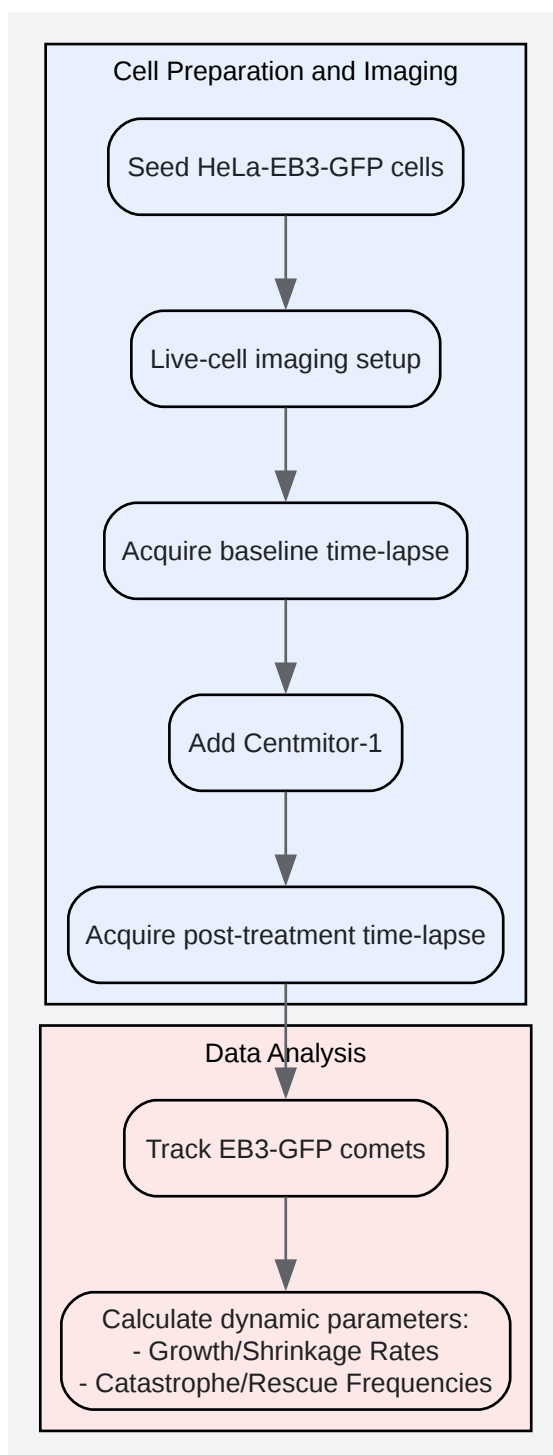 Cell Preparation and Imaging
Seed HeLa-EB3-GFP cells
Live-cell imaging setup
Acquire baseline time-lapse
Add Centmitor-1
Acquire post-treatment time-lapse
Data Analysis
Track EB3-GFP comets
Calculate dynamic parameters:
- Growth/Shrinkage Rates
- Catastrophe/Rescue Frequencies